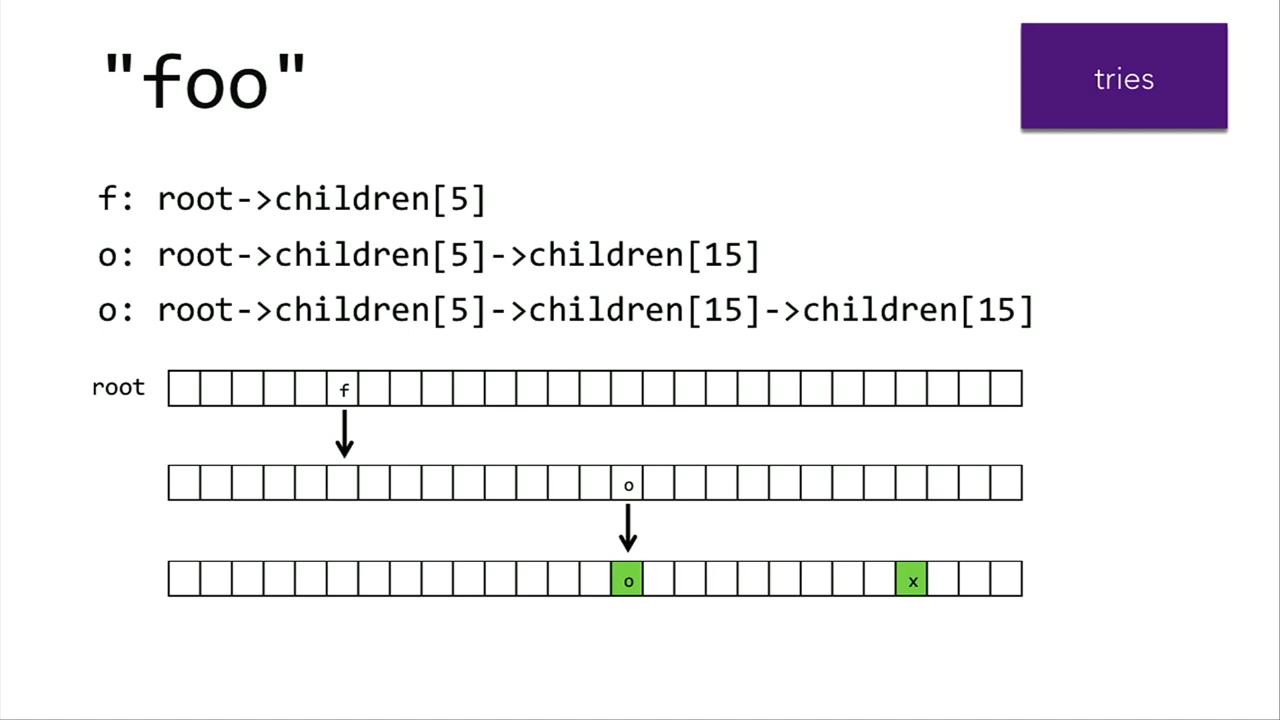 "foo"
tries
f: root->children[5]
o: root->children[5]->children[15]
o: root->children[5]->children[15]->children[15]
root f
o
o x